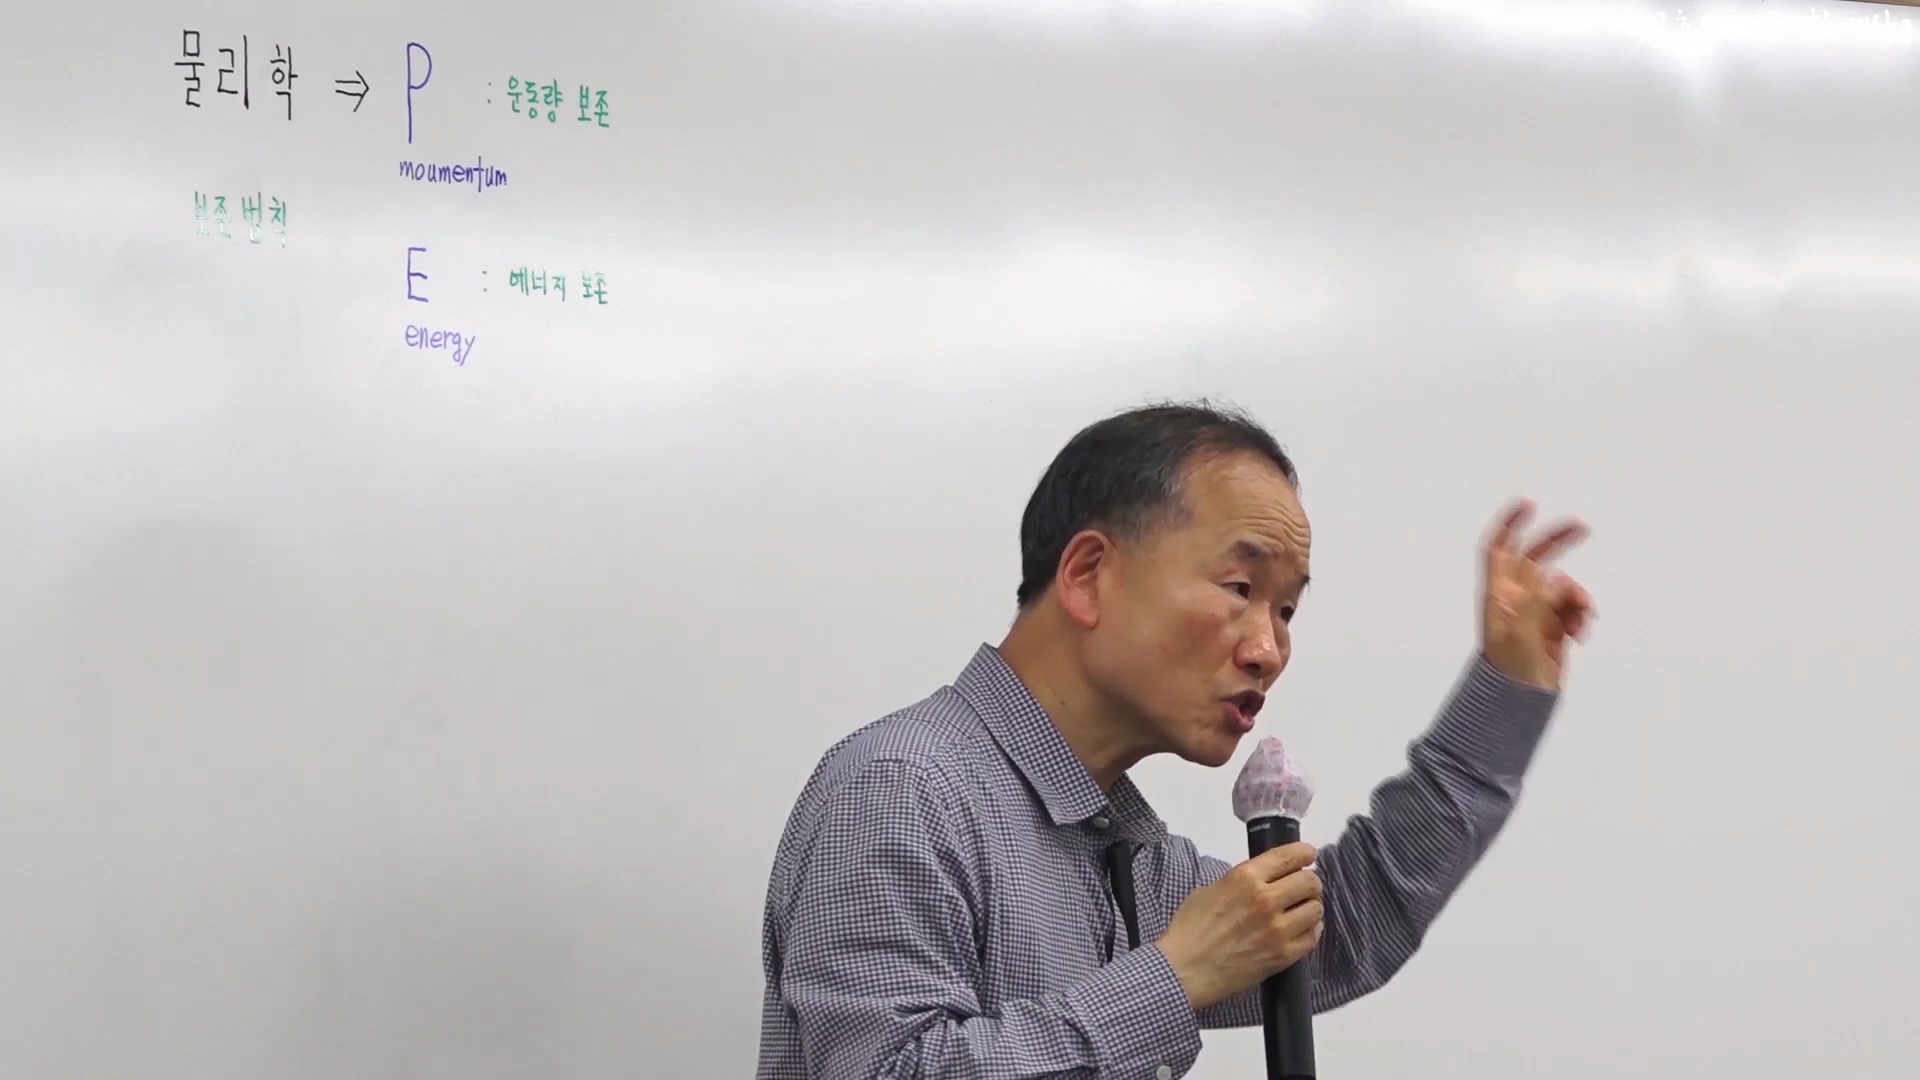 물리학 ⇒ P : 운동량 보존
moumentum
보존법칙
E : 에너지 보존
energy